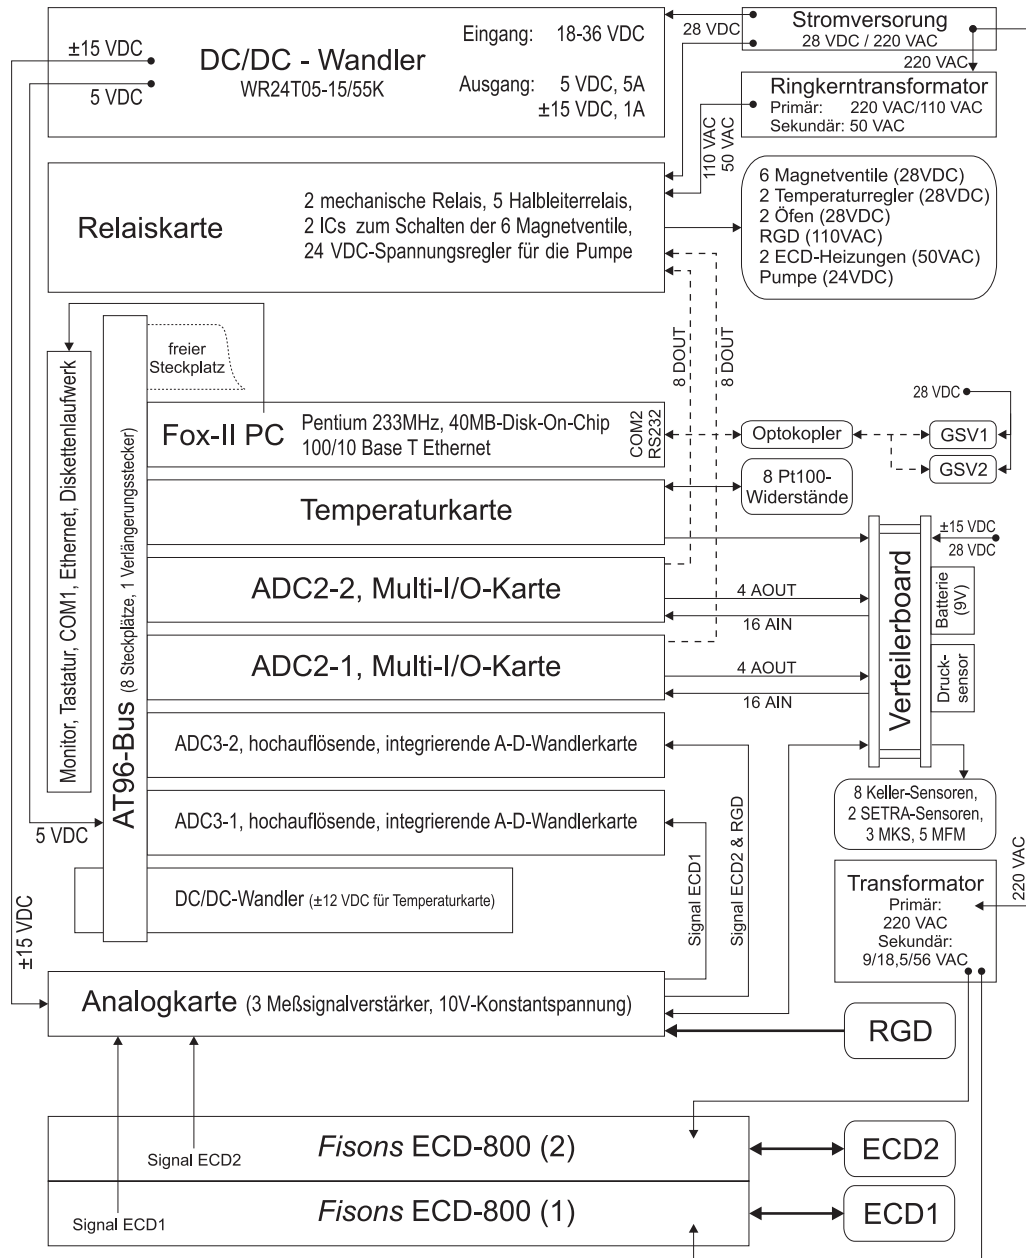 ±15 VDC
5 VDC
DC/DC - Wandler
WR24T05-15/55K
Eingang: 18-36 VDC
Ausgang: 5 VDC, 5A
±15 VDC, 1A
28 VDC
Stromversorung
28 VDC / 220 VAC
220 VAC
Ringkerntransformator
Primär: 220 VAC/110 VAC
Sekundär: 50 VAC
110 VAC
50 VAC
Relaiskarte
2 mechanische Relais, 5 Halbleiterrelais,
2 ICs zum Schalten der 6 Magnetventile,
24 VDC-Spannungsregler für die Pumpe
6 Magnetventile (28VDC)
2 Temperaturregler (28VDC)
2 Öfen (28VDC)
RGD (110VAC)
2 ECD-Heizungen (50VAC)
Pumpe (24VDC)
8 DOUT
8 DOUT
freier
Steckplatz
Monitor, Tastatur, COM1, Ethernet, Diskettenlaufwerk
AT96-Bus (8 Steckplätze, 1 Verlängerungsstecker)
Fox-II PC
Pentium 233MHz, 40MB-Disk-On-Chip
100/10 Base T Ethernet
COM2
RS232
Optokopler
28 VDC
GSV1
GSV2
Temperaturkarte
8 Pt100-
Widerstände
±15 VDC
28 VDC
ADC2-2, Multi-I/O-Karte
4 AOUT
16 AIN
Verteilerboard
Batterie
(9V)
ADC2-1, Multi-I/O-Karte
4 AOUT
16 AIN
Druck-
sensor
ADC3-2, hochauflösende, integrierende A-D-Wandlerkarte
8 Keller-Sensoren,
2 SETRA-Sensoren,
3 MKS, 5 MFM
ADC3-1, hochauflösende, integrierende A-D-Wandlerkarte
5 VDC
Signal ECD1
Signal ECD2 & RGD
220 VAC
DC/DC-Wandler (±12 VDC für Temperaturkarte)
Transformator
Primär:
220 VAC
Sekundär:
9/18,5/56 VAC
±15 VDC
Analogkarte (3 Meßsignalverstärker, 10V-Konstantspannung)
RGD
Signal ECD2
Fisons ECD-800 (2)
ECD2
Signal ECD1
Fisons ECD-800 (1)
ECD1